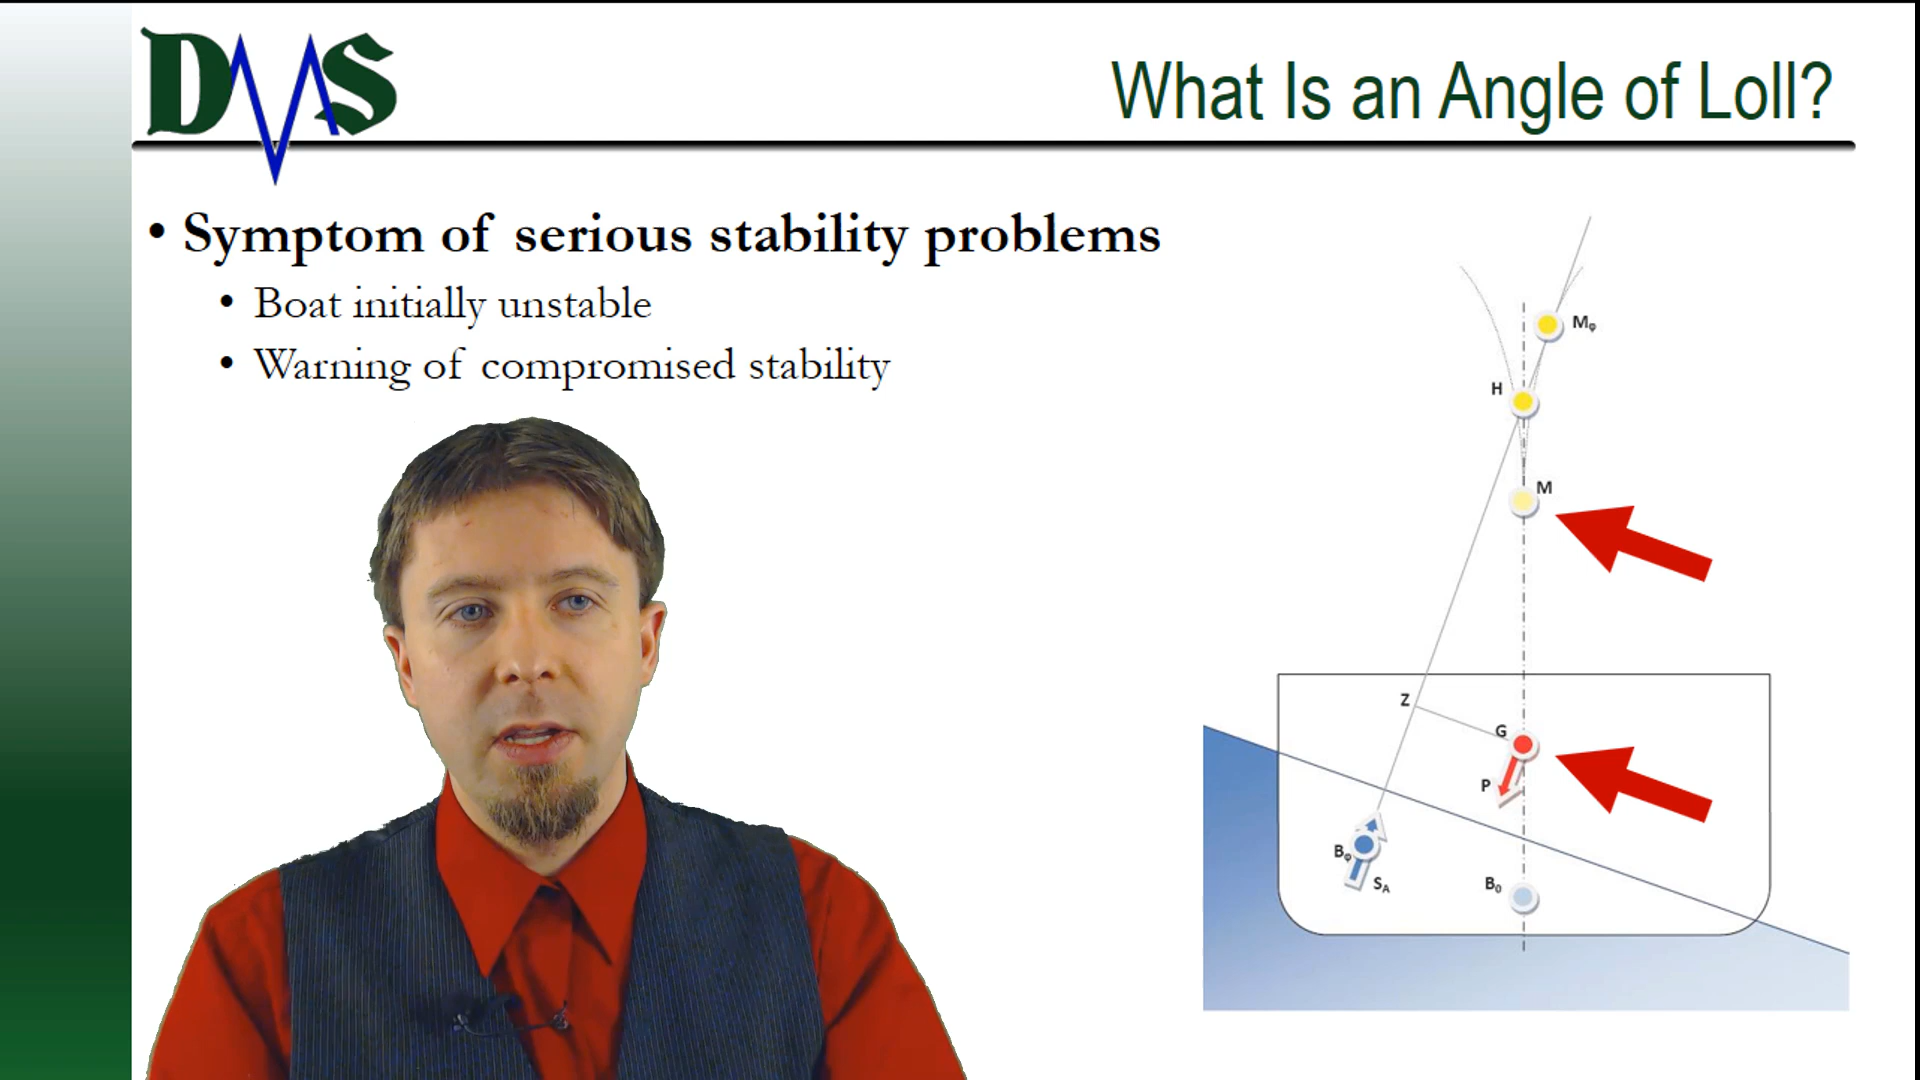 DMS
What Is an Angle of Loll?
• Symptom of serious stability problems
• Boat initially unstable
• Warning of compromised stability
Mφ
H
M
Z
G
P
Bφ
SA
B0